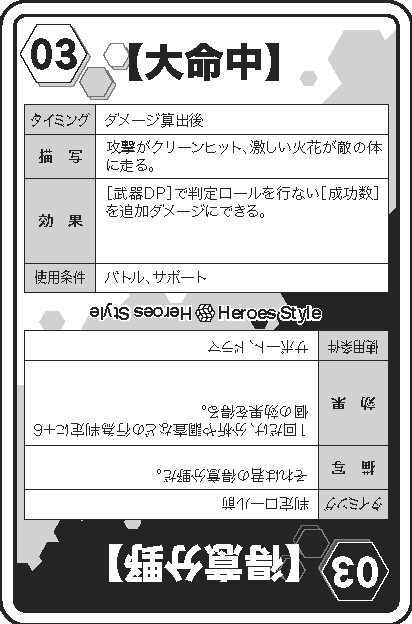 03
【大命中】
タイミング
ダメージ算出後
描 写
攻撃がクリーンヒット、激しい火花が敵の体
に走る。
効 果
[武器DP]で判定ロールを行ない[成功数]
を追加ダメージにできる。
使用条件
バトル、サポート
Heroes Style
Heroes Style
03
【得意分野】
タイミング
判定ロール前
描 写
それは君の得意分野だ。
効 果
1回だけ、分析や調査などの行為判定に+6
個の効果を得る。
使用条件
サポート、ドラマ